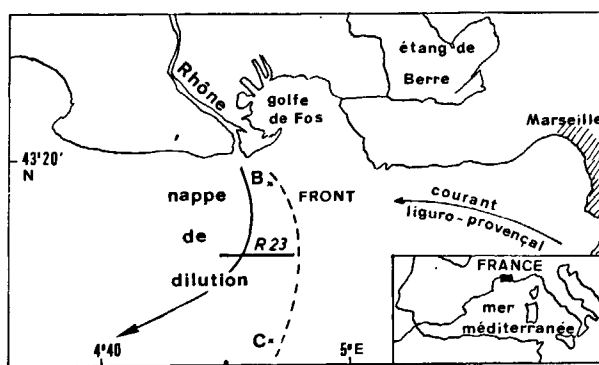 étang de
Berre
Rhône
golfe
de Fos
Marseille
43°20'
N
B
FRONT
nappe
de
dilution
R 23
courant
liguro-provençal
C
4°40
5°E
FRANCE
mer
méditerranée